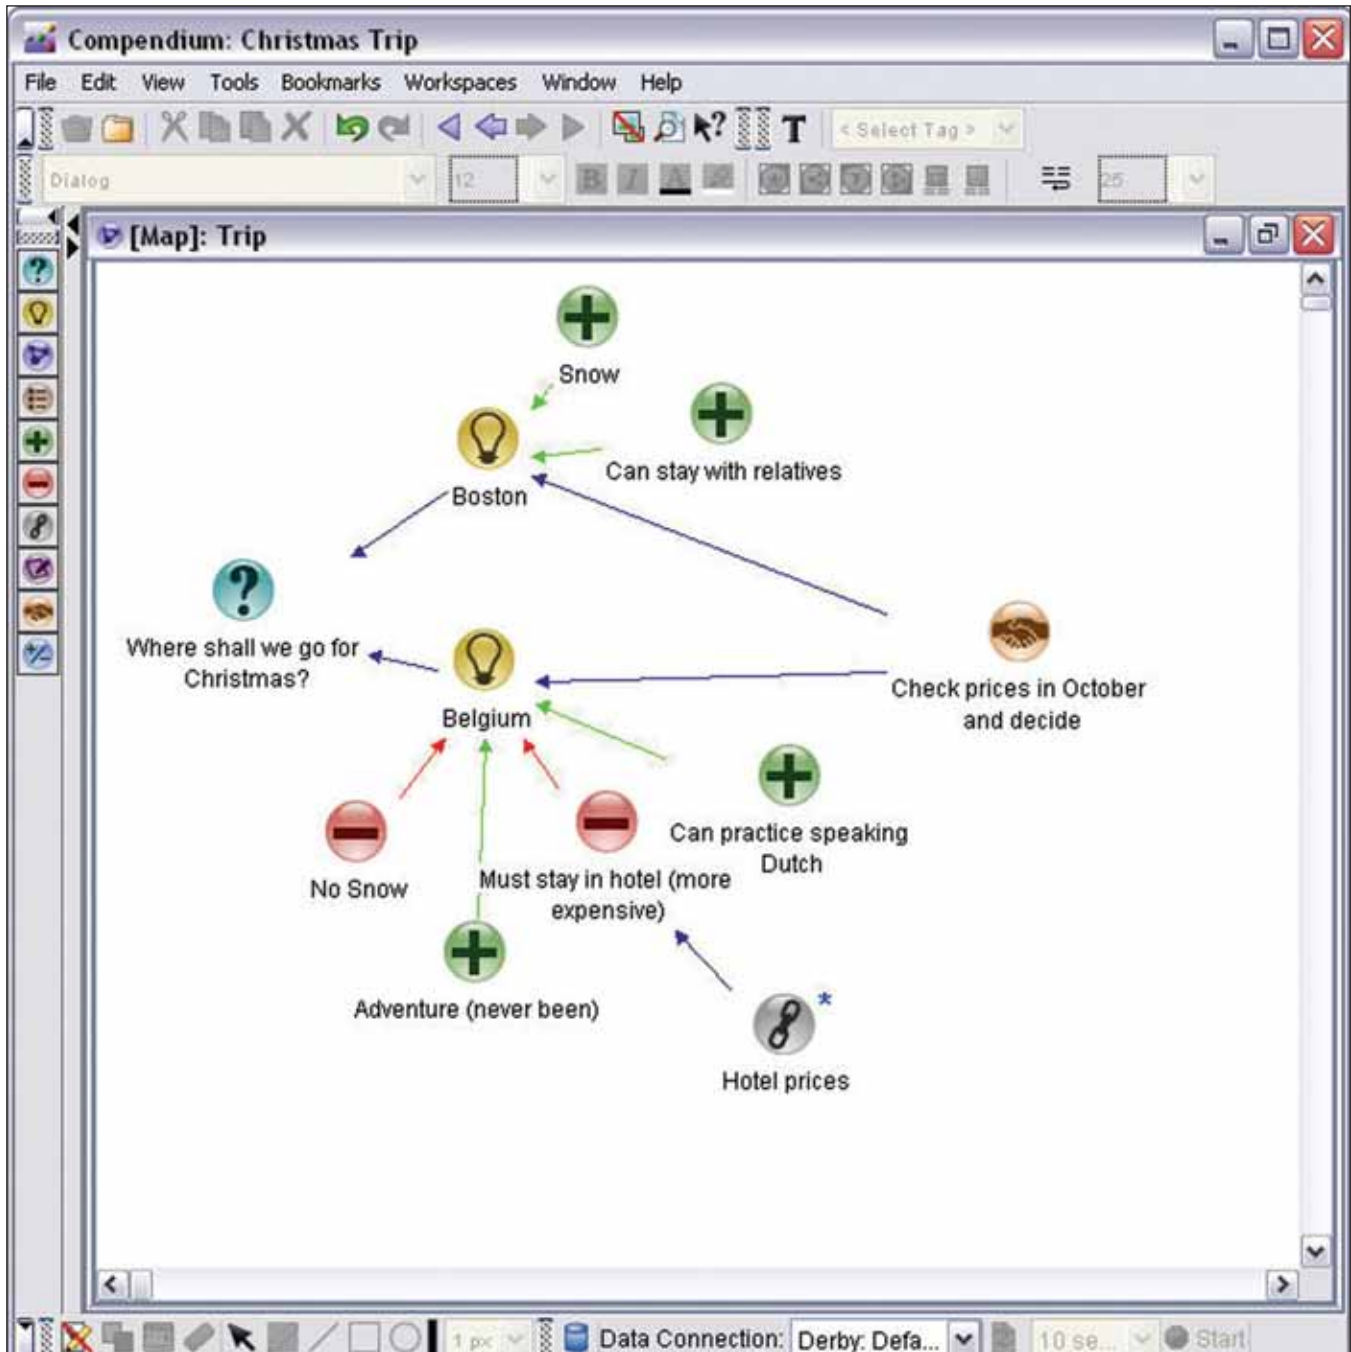 Compendium: Christmas Trip
File Edit View Tools Bookmarks Workspaces Window Help
T < Select Tag >
Dialog 12 B I A 25
[Map]: Trip
Snow
Can stay with relatives
Boston
?
Where shall we go for
Christmas?
Belgium
Check prices in October
and decide
Can practice speaking
Dutch
No Snow
Must stay in hotel (more
expensive)
Adventure (never been)
*
Hotel prices
1 px Data Connection: Derby: Defa... 10 se... Start